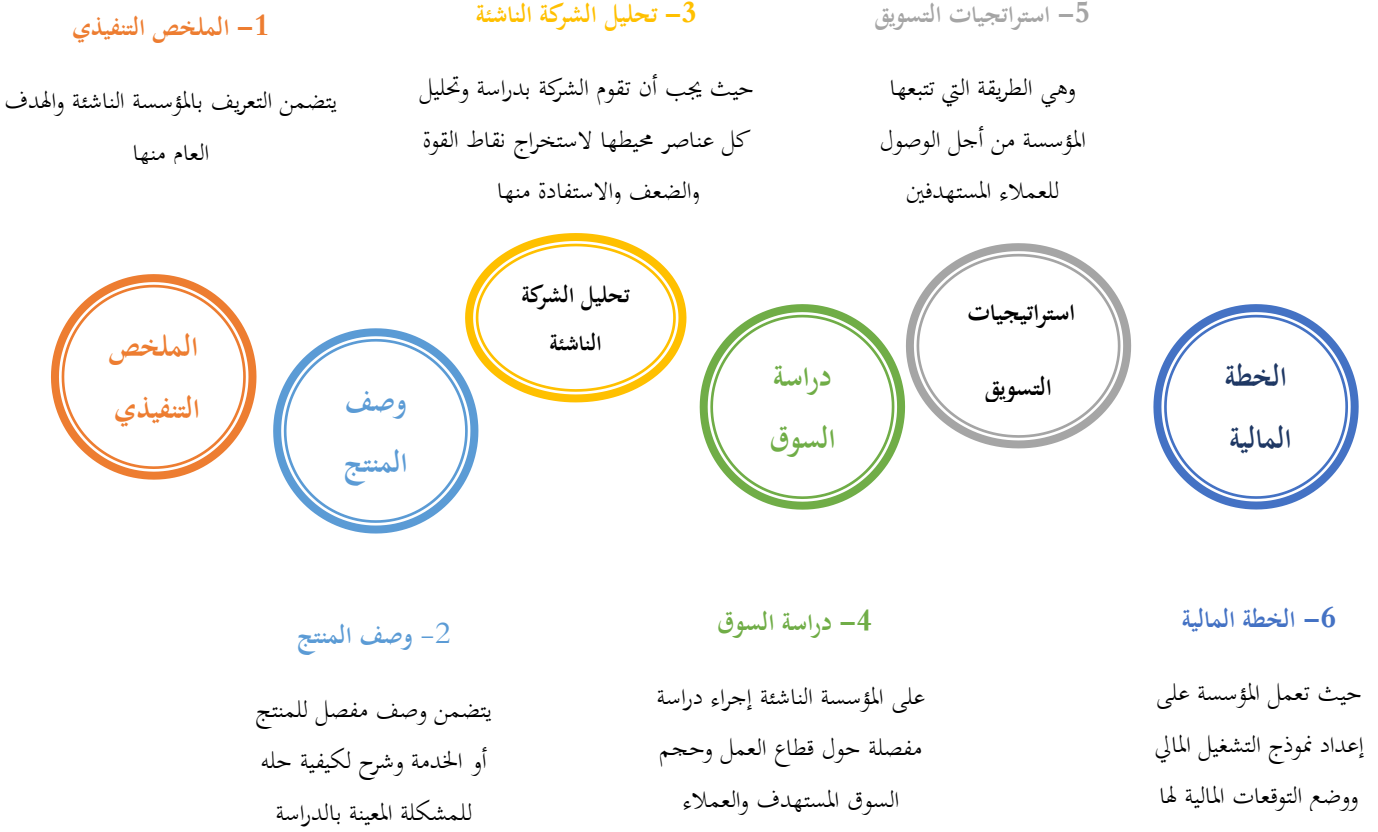 1– الملخص التنفيذي
يتضمن التعريف بالمؤسسة الناشئة والهدف
العام منها
3– تحليل الشركة الناشئة
حيث يجب أن تقوم الشركة بدراسة وتحليل
كل عناصر محيطها لاستخراج نقاط القوة
والضعف والاستفادة منها
5– استراتجيات التسويق
وهي الطريقة التي تتبعها
المؤسسة من أجل الوصول
للعملاء المستهدفين
الملخص
التنفيذي
وصف
المنتج
تحليل الشركة
الناشئة
دراسة
السوق
استراتيجيات
التسويق
الخطة
المالية
2- وصف المنتج
يتضمن وصف مفصل للمنتج
أو الخدمة وشرح لكيفية حله
للمشكلة المعينة بالدراسة
4– دراسة السوق
على المؤسسة الناشئة إجراء دراسة
مفصلة حول قطاع العمل وحجم
السوق المستهدف والعملاء
6– الخطة المالية
حيث تعمل المؤسسة على
إعداد نموذج التشغيل المالي
ووضع التوقعات المالية لها